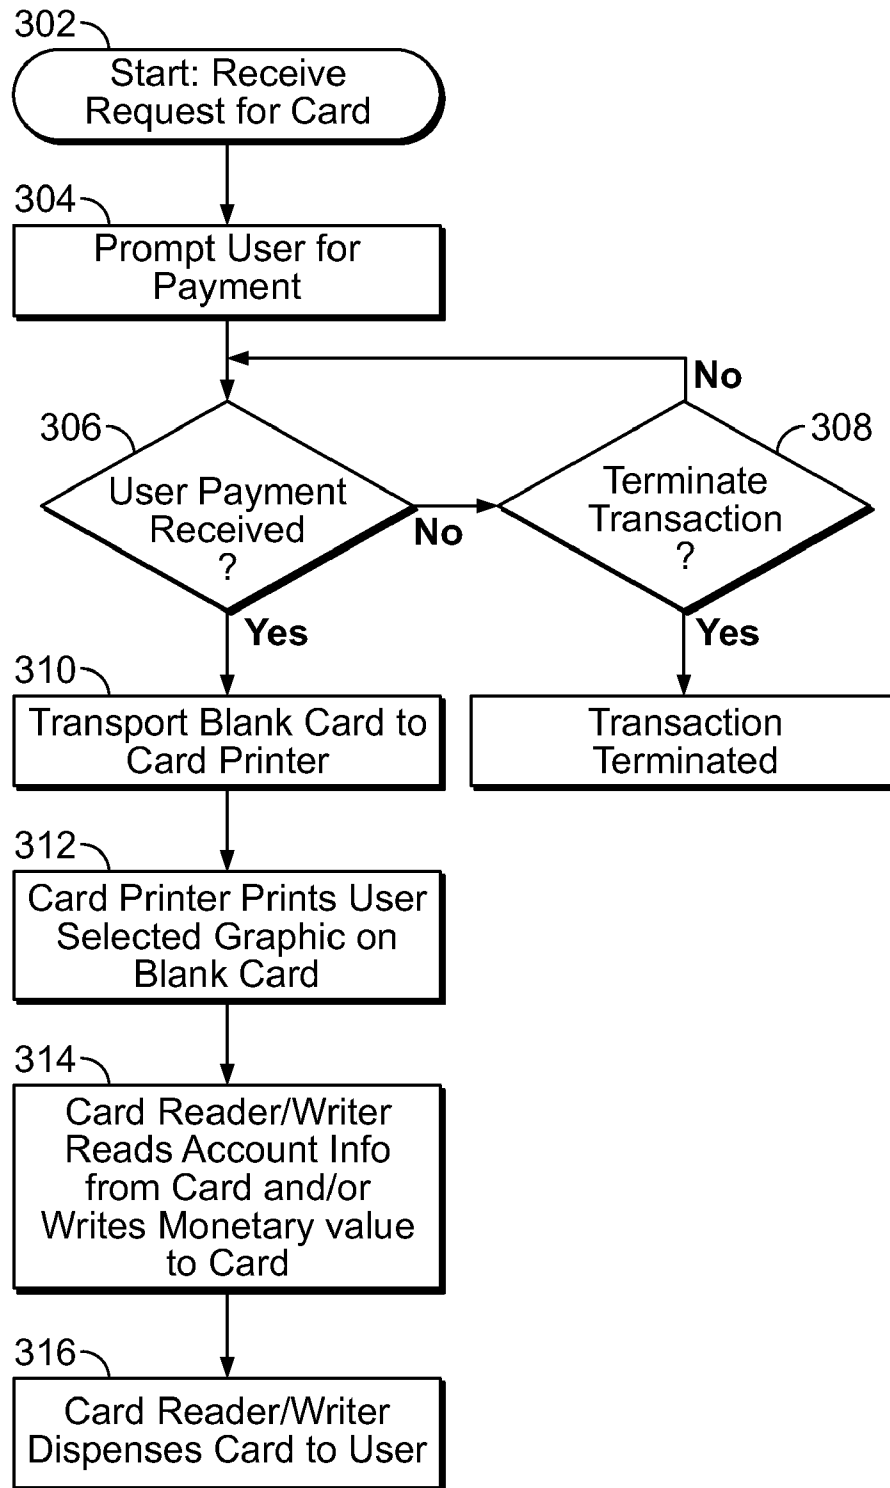 302
Start: Receive
Request for Card
304
Prompt User for
Payment
No
306
User Payment
Received
?
No
308
Terminate
Transaction
?
Yes
Yes
310
Transport Blank Card to
Card Printer
Transaction
Terminated
312
Card Printer Prints User
Selected Graphic on
Blank Card
314
Card Reader/Writer
Reads Account Info
from Card and/or
Writes Monetary value
to Card
316
Card Reader/Writer
Dispenses Card to User